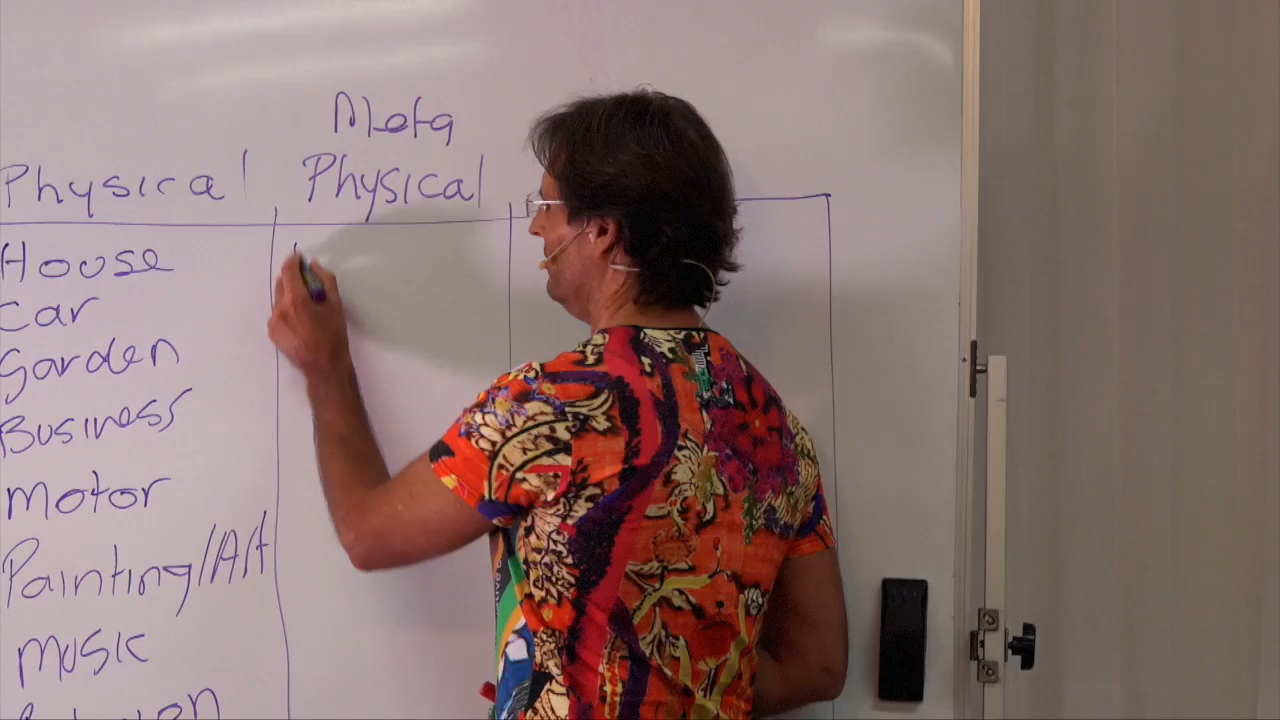 Meta
Physical Physical
House
Car
Garden
Business
Motor
Painting/Art
Music